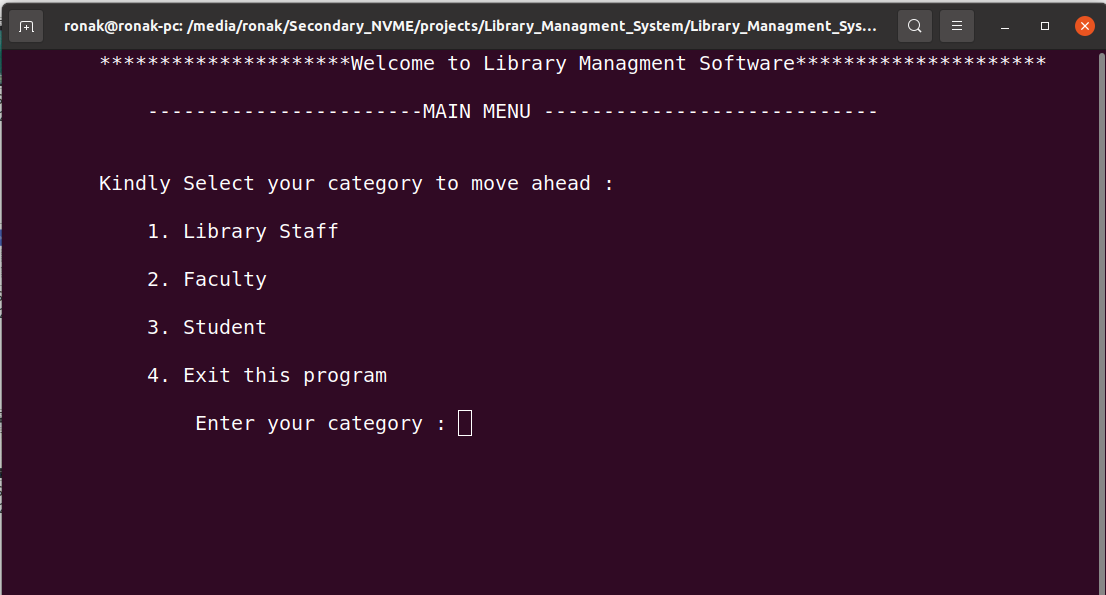 ronak@ronak-pc: /media/ronak/Secondary_NVME/projects/Library_Managment_System/Library_Managment_Sys...
*********************Welcome to Library Managment Software*********************
-----------------------MAIN MENU ----------------------------
Kindly Select your category to move ahead :
1. Library Staff
2. Faculty
3. Student
4. Exit this program
Enter your category :